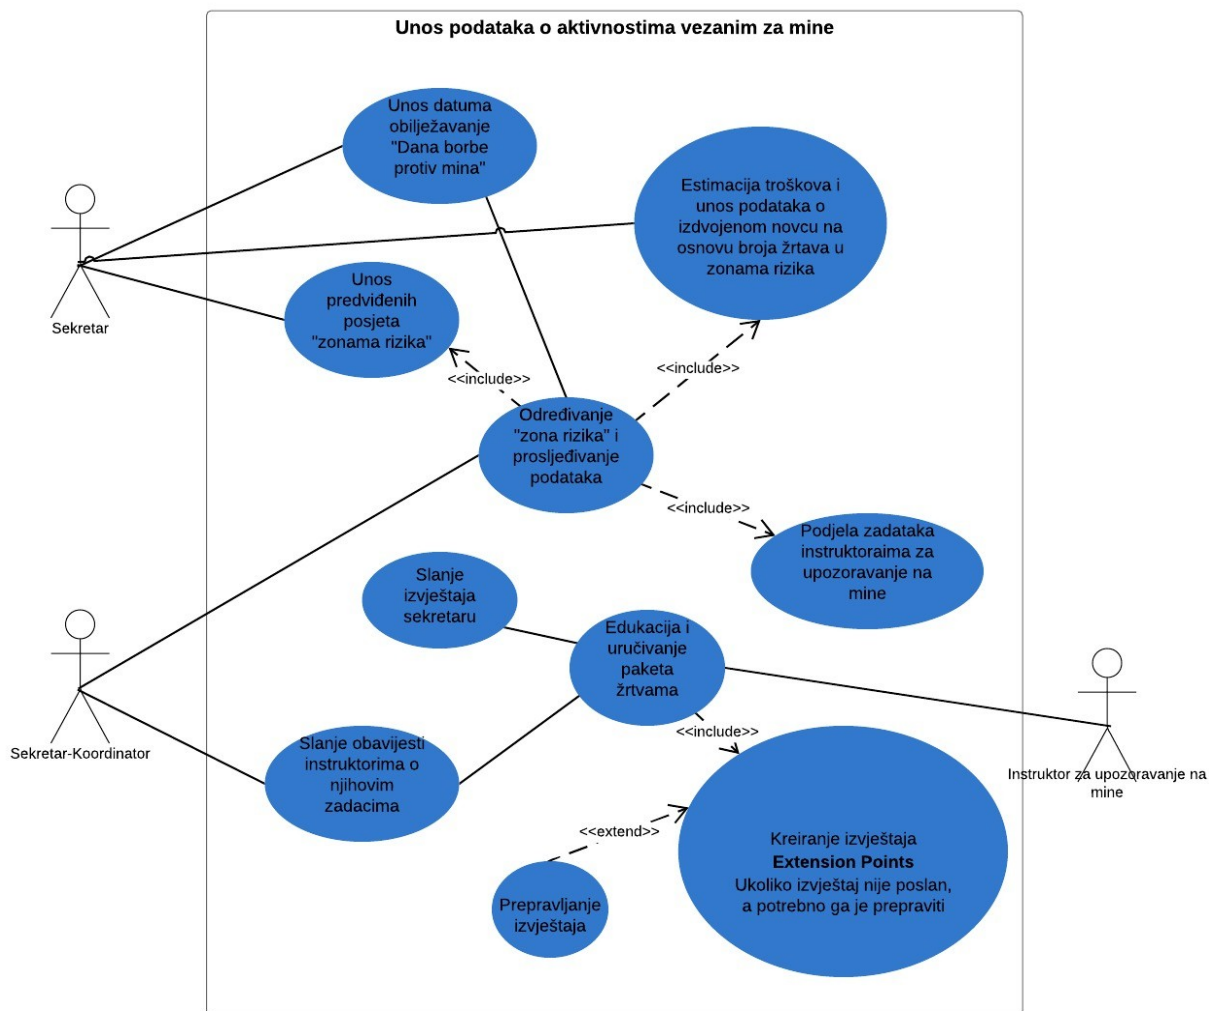 Unos podataka o aktivnostima vezanim za mine
Unos datuma
obilježavanje
"Dana borbe
protiv mina"
Estimacija troškova i
unos podataka o
izdvojenom novcu na
osnovu broja žrtava u
zonama rizika
Sekretar
Unos
predviđenih
posjeta
"zonama rizika"
<<include>>
<<include>>
Određivanje
"zona rizika" i
prosljeđivanje
podataka
<<include>>
Podjela zadataka
instruktoraima za
upozoravanje na
mine
Slanje
izvještaja
sekretaru
Edukacija i
uručivanje
paketa
žrtvama
Sekretar-Koordinator
<<include>>
Slanje obavijesti
instruktorima o
njihovim
zadacima
Instruktor za upozoravanje na
mine
<<extend>>
Kreiranje izvještaja
Extension Points
Ukoliko izvještaj nije poslan,
a potrebno ga je prepraviti
Prepravljanje
izvještaja